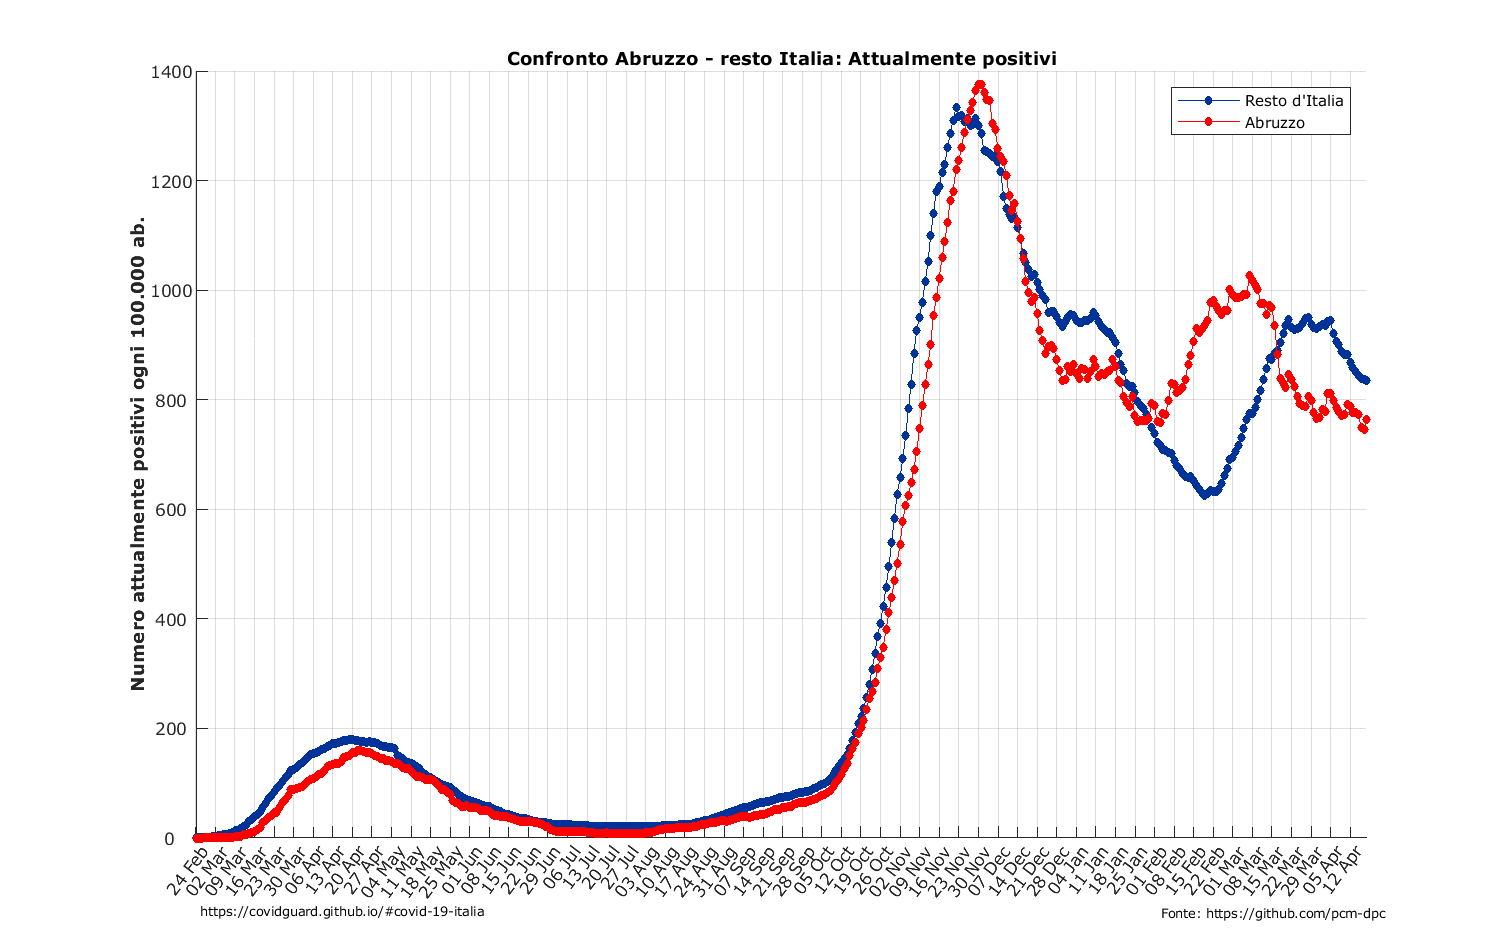 Confronto Abruzzo - resto Italia: Attualmente positivi
Numero attualmente positivi ogni 100.000 ab.
1400
1200
1000
800
600
400
200
0
Resto d'Italia
Abruzzo
24 Feb
02 Mar
09 Mar
16 Mar
23 Mar
30 Mar
06 Apr
13 Apr
20 Apr
27 Apr
04 May
11 May
18 May
25 May
01 Jun
08 Jun
15 Jun
22 Jun
29 Jun
06 Jul
13 Jul
20 Jul
27 Jul
03 Aug
10 Aug
17 Aug
24 Aug
31 Aug
07 Sep
14 Sep
21 Sep
28 Sep
05 Oct
12 Oct
19 Oct
26 Oct
02 Nov
09 Nov
16 Nov
23 Nov
30 Nov
07 Dec
14 Dec
21 Dec
28 Dec
04 Jan
11 Jan
18 Jan
25 Jan
01 Feb
08 Feb
15 Feb
22 Feb
01 Mar
08 Mar
15 Mar
22 Mar
29 Mar
05 Apr
12 Apr
https://covidguard.github.io/#covid-19-italia
Fonte: https://github.com/pcm-dpc